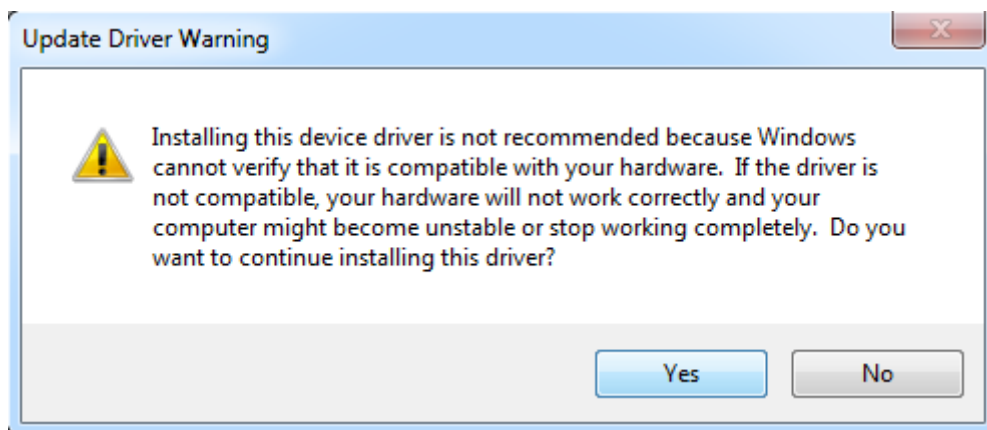 Update Driver Warning
Installing this device driver is not recommended because Windows
cannot verify that it is compatible with your hardware.  If the driver is
not compatible, your hardware will not work correctly and your
computer might become unstable or stop working completely.  Do you
want to continue installing this driver?
Yes
No